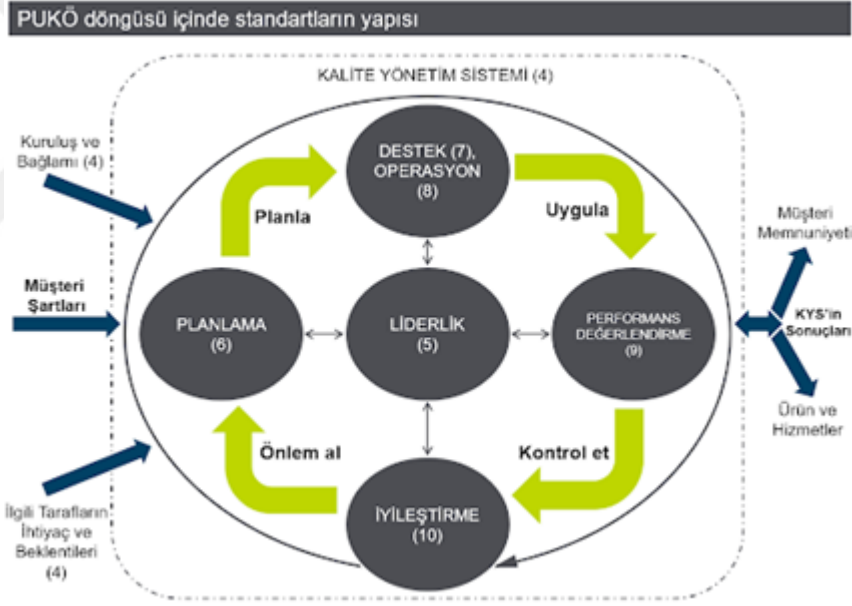 PUKÖ döngüsü içinde standartların yapısı
KALİTE YÖNETİM SİSTEMİ (4)
Kuruluş ve
Bağlamı (4)
DESTEK (7),
OPERASYON
(8)
Planla
Uygula
Müşteri
Memnuniyeti
Müşteri
Şartları
PLANLAMA
(6)
LİDERLİK
(5)
PERFORMANS
DEĞERLENDİRME
(9)
KYS'in
Sonuçları
Ürün ve
Hizmetler
Önlem al
Kontrol et
İlgili Tarafların
İhtiyaç ve
Beklentileri
(4)
İYİLEŞTİRME
(10)